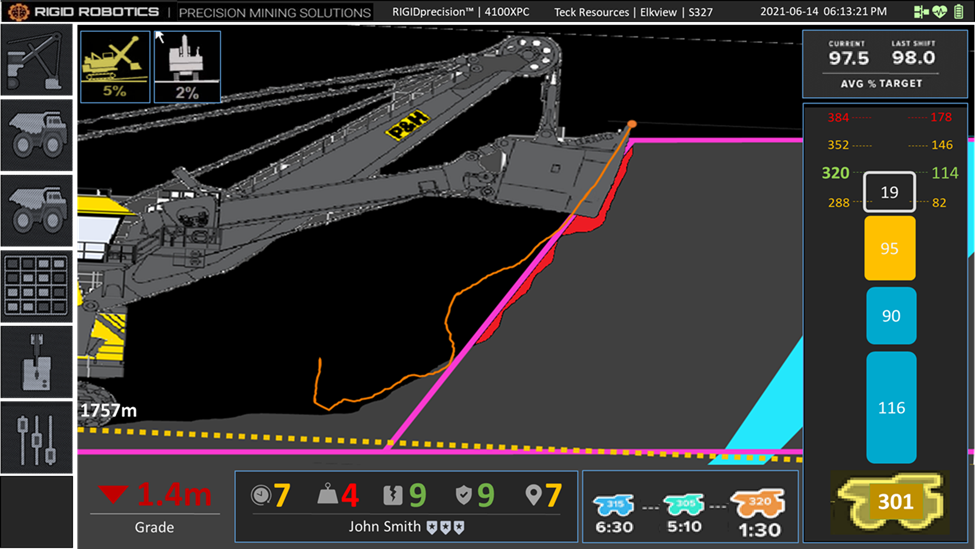 RIGID ROBOTICS | PRECISION MINING SOLUTIONS RIGIDprecision™ | 4100XPC Teck Resources | Elkview | S327 2021-06-14 06:13:21 PM
5% 2%
CURRENT LAST SHIFT
97.5 98.0
AVG % TARGET
P&H
384 178
352 146
320 114
288 82
19
95
90
116
301
1757m
1.4m
Grade
7 4 9 9 7
John Smith
315 305 320
6:30 5:10 1:30